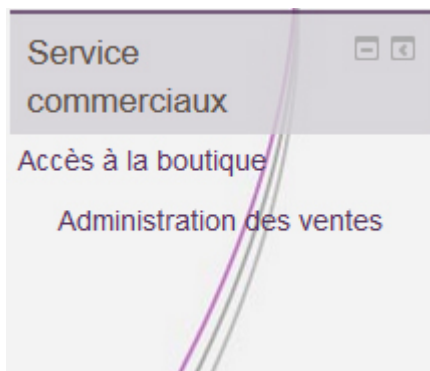 Service
commerciaux
Accès à la boutique
Administration des ventes